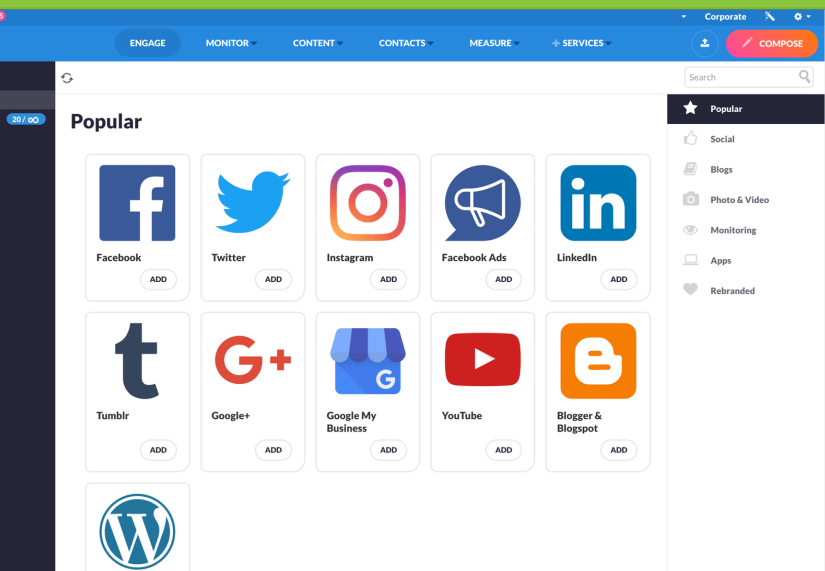 5
Corporate
ENGAGE
MONITOR
CONTENT
CONTACTS
MEASURE
+ SERVICES
COMPOSE
Search
20 / ∞
Popular
Facebook
ADD
Twitter
ADD
Instagram
ADD
Facebook Ads
ADD
in
LinkedIn
ADD
Tumblr
ADD
G+
Google+
ADD
G
Google My
Business
ADD
YouTube
ADD
Blogger &
Blogspot
ADD
Popular
Social
Blogs
Photo & Video
Monitoring
Apps
Rebranded